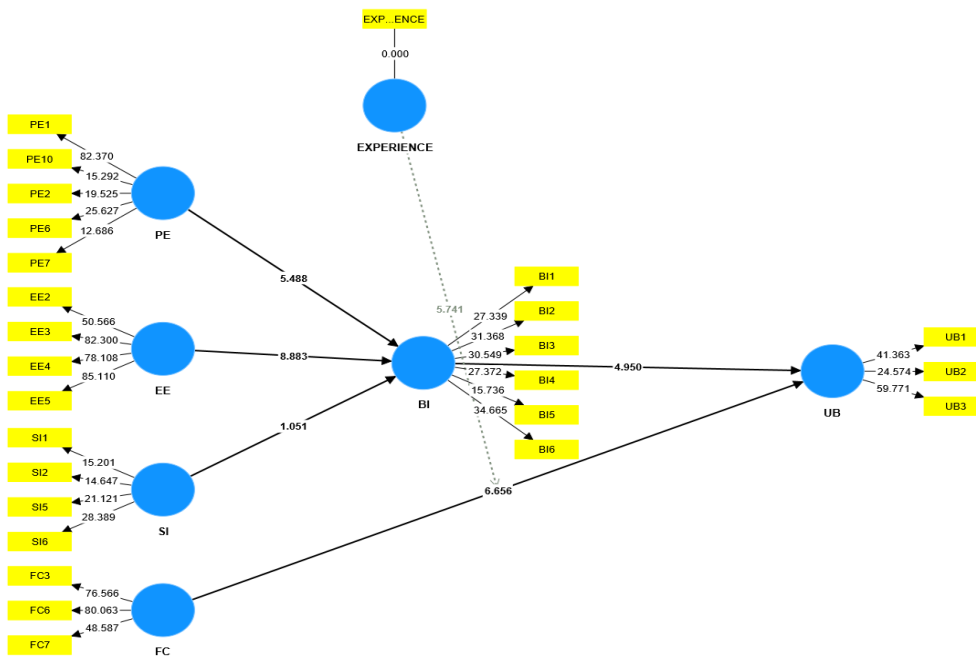 EXP...ENCE
0.000
EXPERIENCE
PE1
PE10
PE2
PE6
PE7
82.370
15.292
19.525
25.627
12.686
PE
5.488
EE2
EE3
EE4
EE5
50.566
82.300
78.108
85.110
EE
8.883
SI1
SI2
SI5
SI6
15.201
14.647
21.121
28.389
SI
1.051
FC3
FC6
FC7
76.566
80.063
48.587
FC
6.656
5.741
BI
BI1
BI2
BI3
BI4
BI5
BI6
27.339
31.368
30.549
27.372
15.736
34.665
4.950
UB
41.363
24.574
59.771
UB1
UB2
UB3